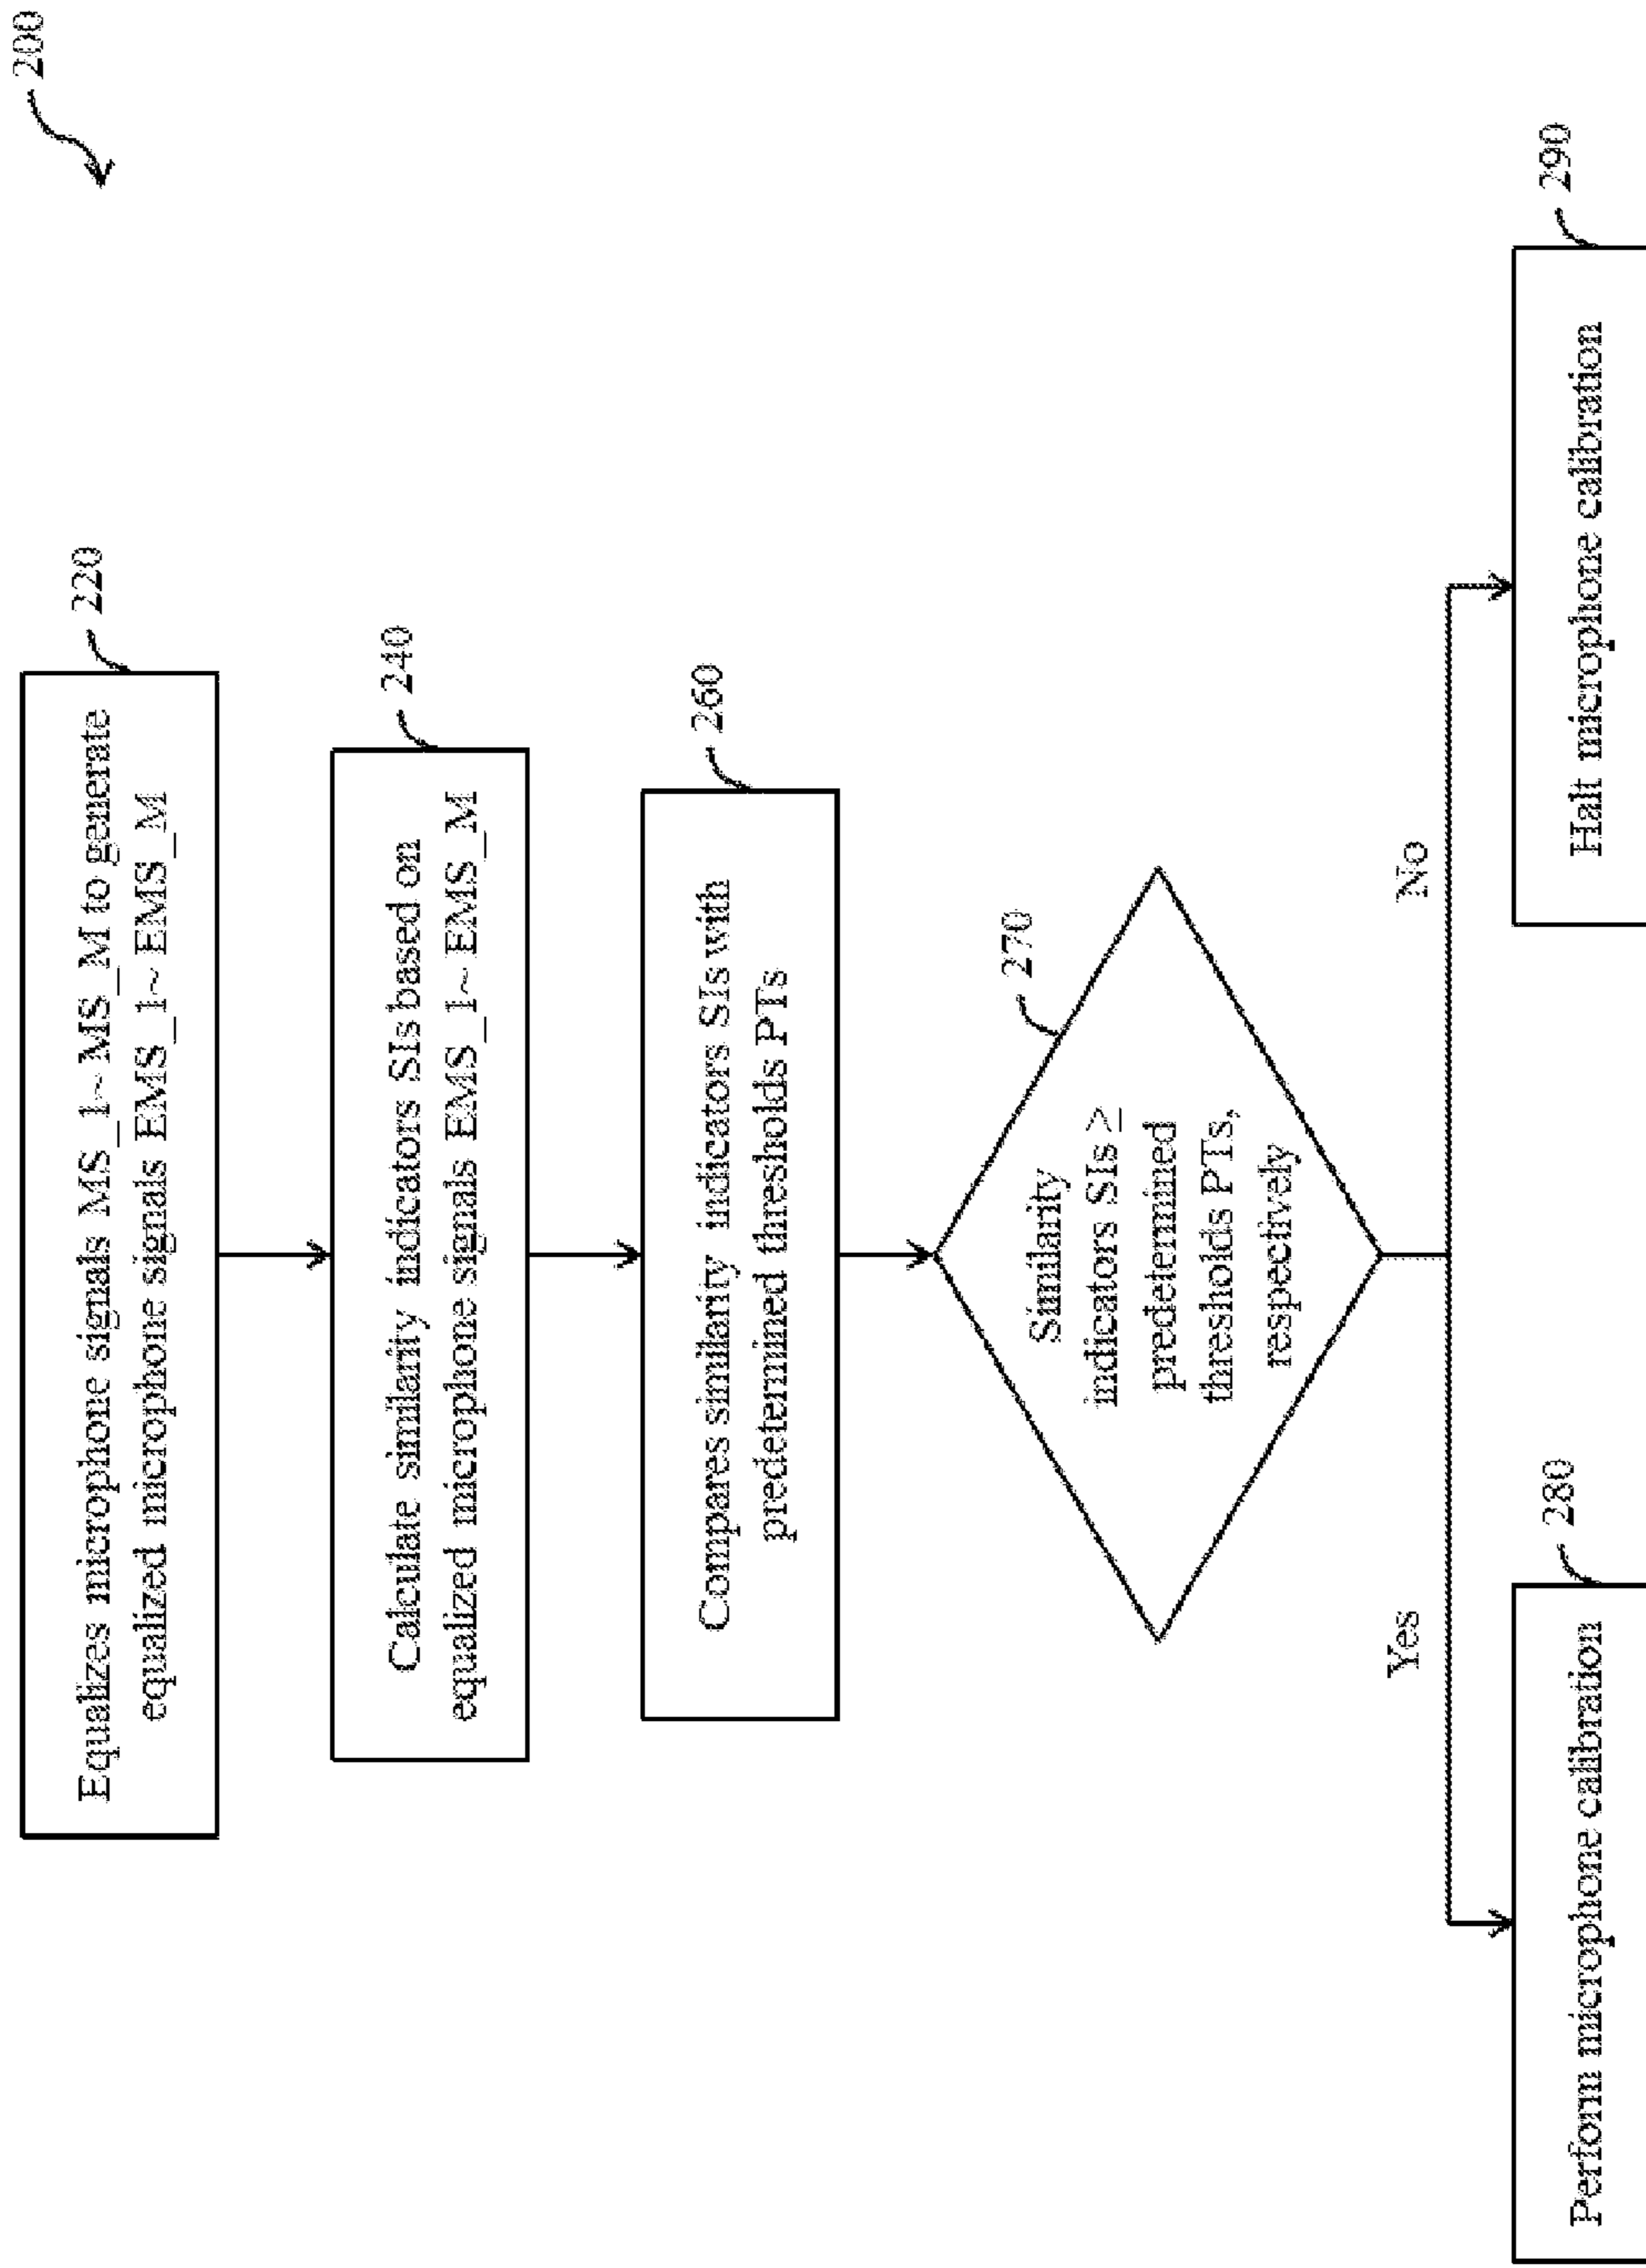 200
220
Equalizes microphone signals MS_1~MS_M to generate
equalized microphone signals EMS_1~EMS_M
240
Calculate similarity indicators SIs based on
equalized microphone signals EMS_1~EMS_M
260
Compares similarity indicators SIs with
predetermined thresholds PTs
270
Similarity
indicators SIs ≥
predetermined
thresholds PTs,
respectively
Yes
No
280
Perfom microphone calibration
290
Halt microphone calibration